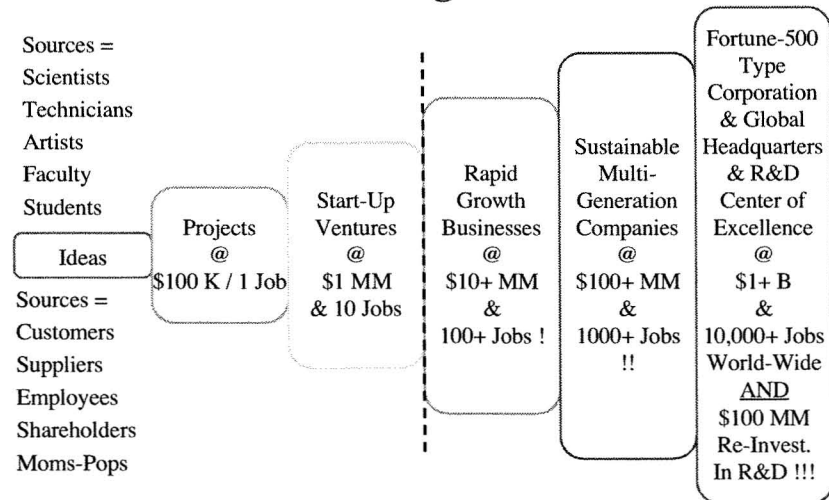 Sources =
Scientists
Technicians
Artists
Faculty
Students
Ideas
Sources =
Customers
Suppliers
Employees
Shareholders
Moms-Pops
Projects
@
$100 K / 1 Job
Start-Up
Ventures
@
$1 MM
& 10 Jobs
Rapid
Growth
Businesses
@
$10+ MM
&
100+ Jobs !
Sustainable
Multi-
Generation
Companies
@
$100+ MM
&
1000+ Jobs
!!
Fortune-500
Type
Corporation
& Global
Headquarters
& R&D
Center of
Excellence
@
$1+ B
&
10,000+ Jobs
World-Wide
AND
$100 MM
Re-Invest.
In R&D !!!